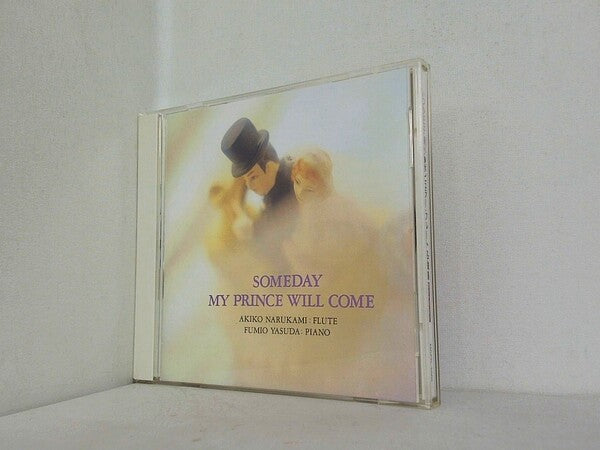 SOMEDAY
MY PRINCE WILL COME
AKIKO NARUKAMI : FLUTE
FUMIO YASUDA : PIANO